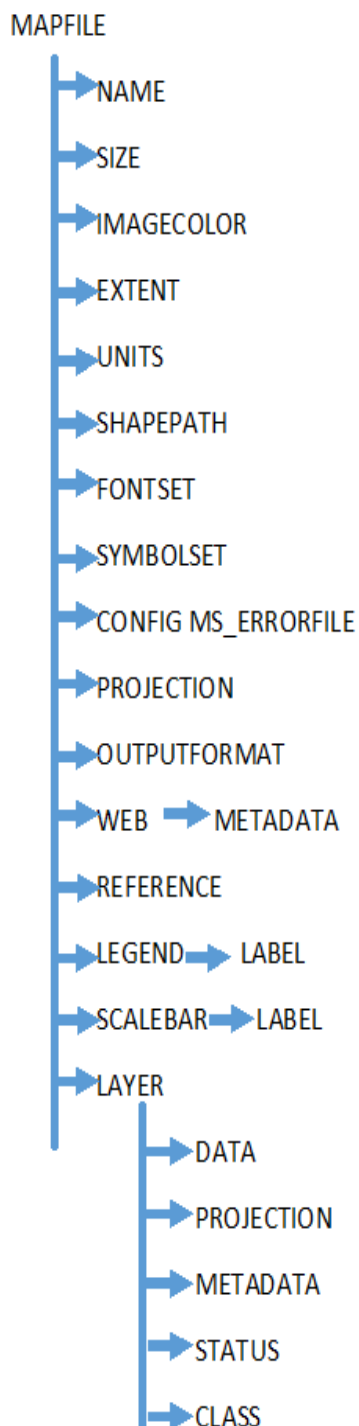 MAPFILE
NAME
SIZE
IMAGECOLOR
EXTENT
UNITS
SHAPEPATH
FONTSET
SYMBOLSET
CONFIG MS_ERRORFILE
PROJECTION
OUTPUTFORMAT
WEB METADATA
REFERENCE
LEGEND LABEL
SCALEBAR LABEL
LAYER
DATA
PROJECTION
METADATA
STATUS
CLASS